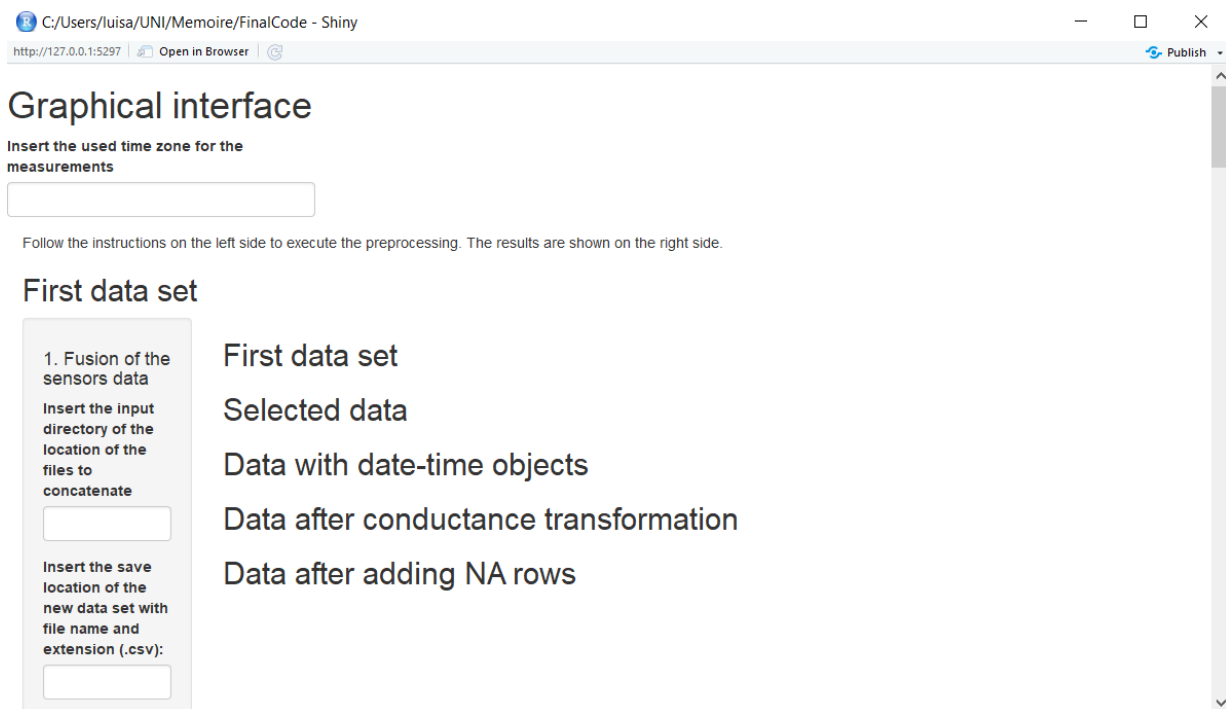 C:/Users/luisa/UNI/Memoire/FinalCode - Shiny
http://127.0.0.1:5297 Open in Browser Publish
Graphical interface
Insert the used time zone for the
measurements
Follow the instructions on the left side to execute the preprocessing. The results are shown on the right side.
First data set
1. Fusion of the
sensors data
Insert the input
directory of the
location of the
files to
concatenate
Insert the save
location of the
new data set with
file name and
extension (.csv):
First data set
Selected data
Data with date-time objects
Data after conductance transformation
Data after adding NA rows